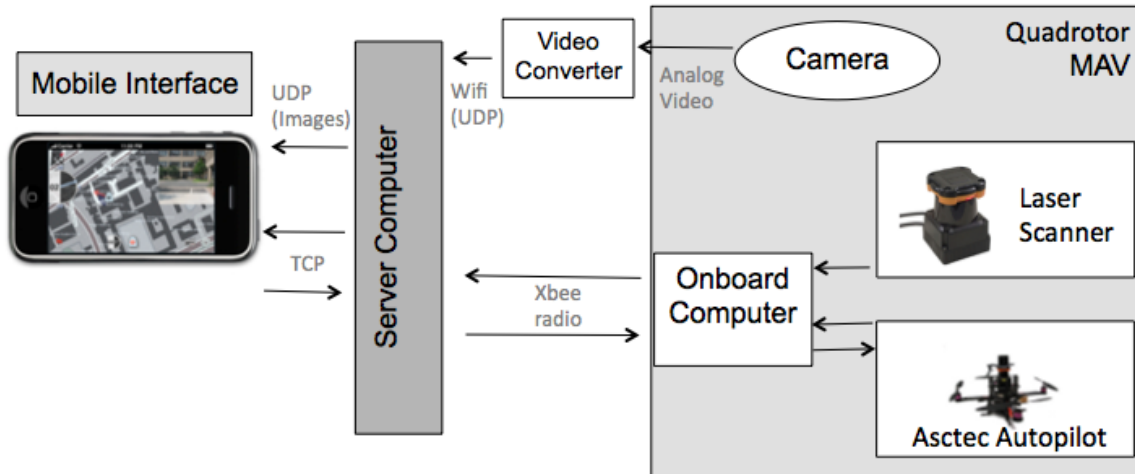 Mobile Interface
UDP
(Images)
TCP
Server Computer
Wifi
(UDP)
Video
Converter
Analog
Video
Camera
Quadrotor
MAV
Xbee
radio
Onboard
Computer
Laser
Scanner
Asctec Autopilot